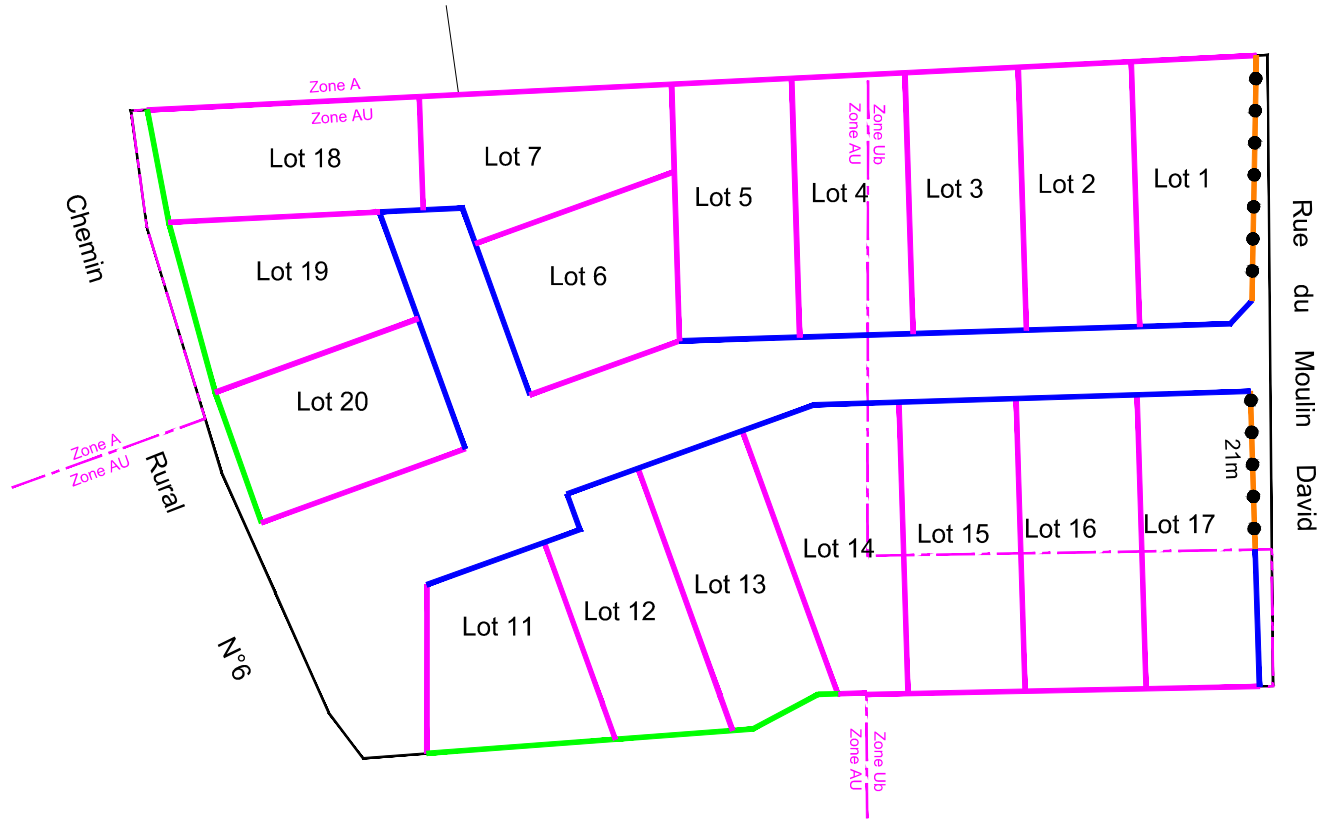 Zone A
Zone AU
Lot 18
Lot 7
Lot 5
Lot 4
Zone Ub
Zone AU
Lot 3
Lot 2
Lot 1
Lot 19
Lot 6
Lot 20
Chemin
Rural
N°6
Zone A
Zone AU
Rue du Moulin David
21m
Lot 11
Lot 12
Lot 13
Lot 14
Lot 15
Lot 16
Lot 17
Zone Ub
Zone AU